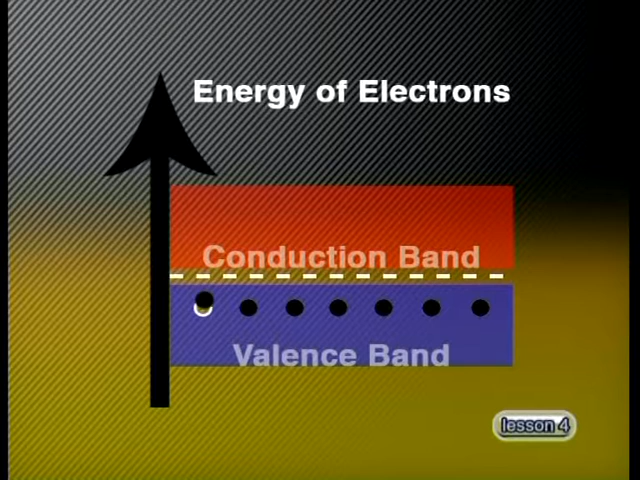 Energy of Electrons
Conduction Band
Valence Band
lesson 4